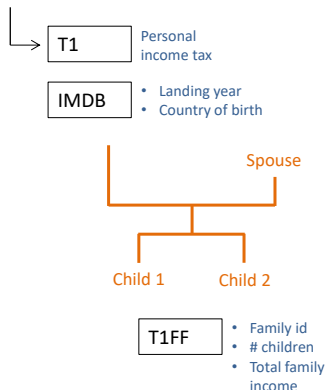 T1
Personal
income tax
IMDB
• Landing year
• Country of birth
Spouse
Child 1
Child 2
T1FF
• Family id
• # children
• Total family
income